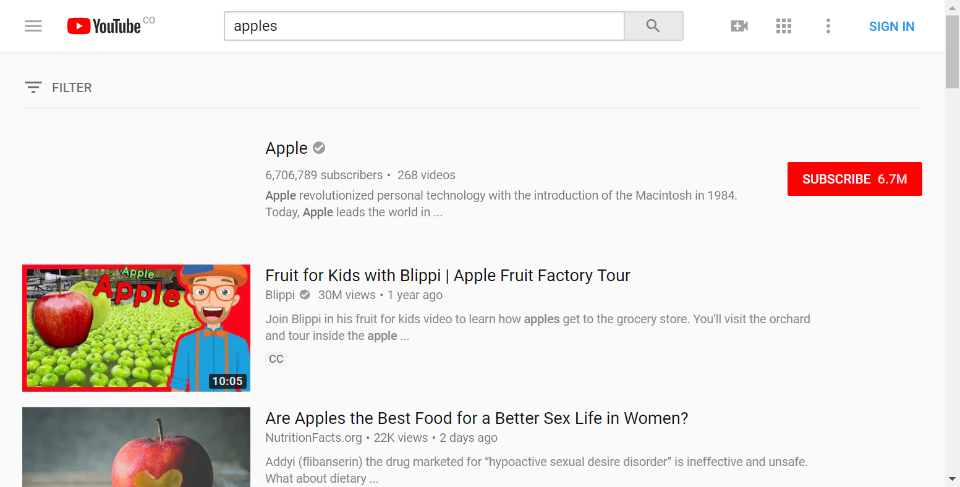 YouTube CO
apples
SIGN IN
FILTER
Apple
6,706,789 subscribers • 268 videos
SUBSCRIBE 6.7M
Apple revolutionized personal technology with the introduction of the Macintosh in 1984.
Today, Apple leads the world in ...
Apple
Apple
10:05
Fruit for Kids with Blippi | Apple Fruit Factory Tour
Blippi 30M views • 1 year ago
Join Blippi in his fruit for kids video to learn how apples get to the grocery store. You'll visit the orchard
and tour inside the apple ...
CC
Are Apples the Best Food for a Better Sex Life in Women?
NutritionFacts.org • 22K views • 2 days ago
Addyi (flibanserin) the drug marketed for “hypoactive sexual desire disorder” is ineffective and unsafe.
What about dietary ...